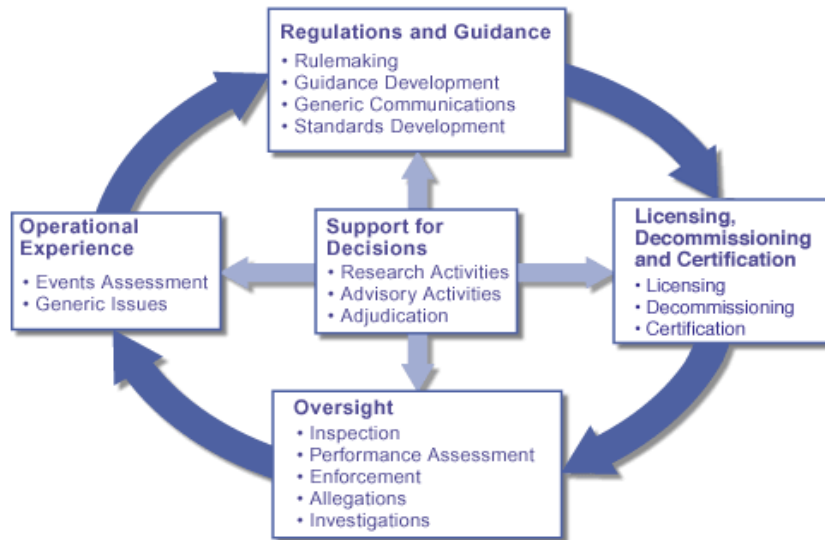 Regulations and Guidance
• Rulemaking
• Guidance Development
• Generic Communications
• Standards Development
Operational
Experience
• Events Assessment
• Generic Issues
Support for
Decisions
• Research Activities
• Advisory Activities
• Adjudication
Licensing,
Decommissioning
and Certification
• Licensing
• Decommissioning
• Certification
Oversight
• Inspection
• Performance Assessment
• Enforcement
• Allegations
• Investigations